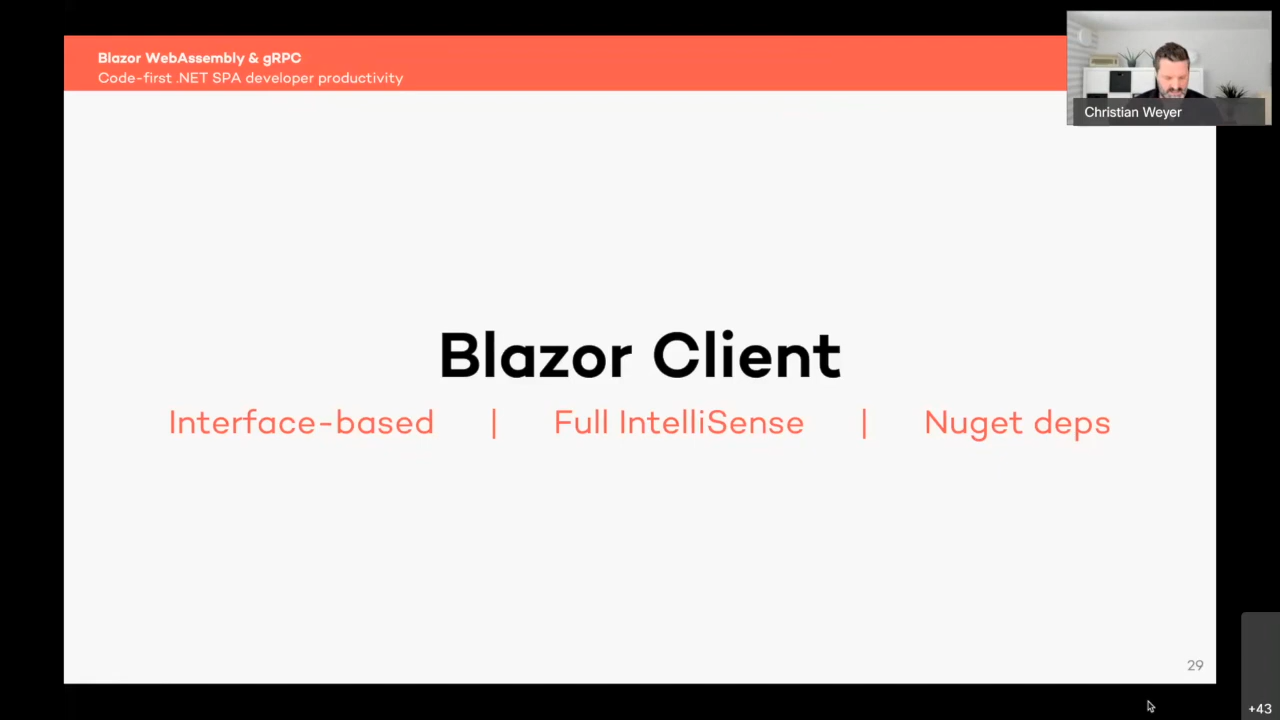 Blazor WebAssembly & gRPC
Code-first .NET SPA developer productivity
Christian Weyer
Blazor Client
Interface-based | Full IntelliSense | Nuget deps
29
+43